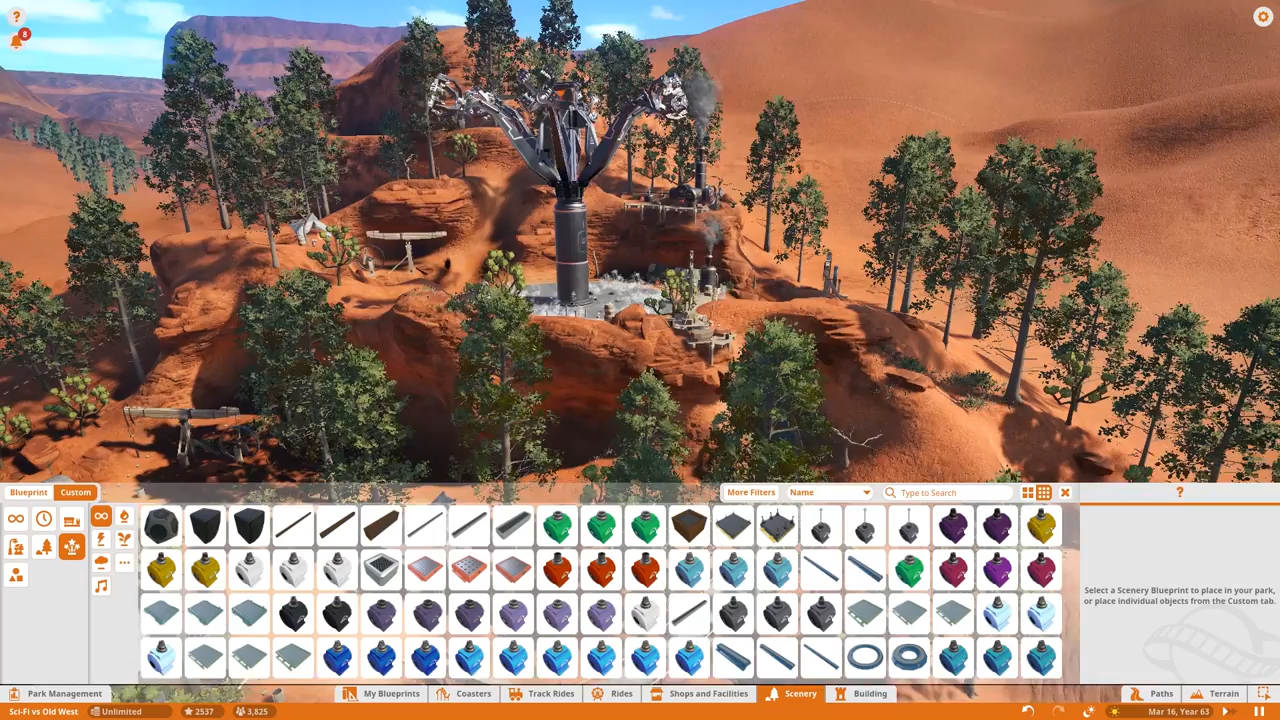 ?
8
Blueprint Custom More Filters Name Type to Search ?
Select a Scenery Blueprint to place in your park,
or place individual objects from the Custom tab.
Park Management My Blueprints Coasters Track Rides Rides Shops and Facilities Scenery Building Paths Terrain
Sci-Fi vs Old West Unlimited 2537 3,825 Mar 16, Year 63